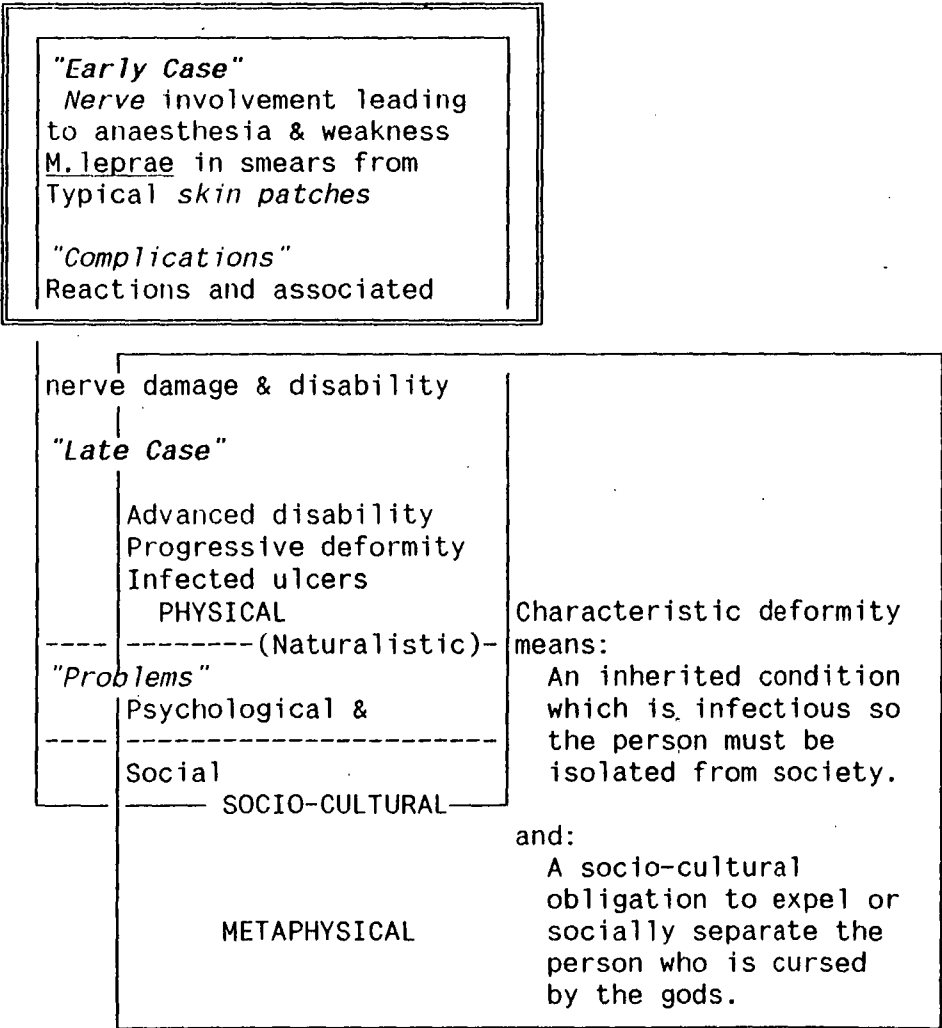 "Early Case"
Nerve involvement leading
to anaesthesia & weakness
M.leprae in smears from
Typical skin patches
"Complications"
Reactions and associated
nerve damage & disability
"Late Case"
Advanced disability
Progressive deformity
Infected ulcers
PHYSICAL
(Naturalistic)
"Problems"
Psychological &
Social
SOCIO-CULTURAL
METAPHYSICAL
Characteristic deformity
means:
An inherited condition
which is infectious so
the person must be
isolated from society.
and:
A socio-cultural
obligation to expel or
socially separate the
person who is cursed
by the gods.